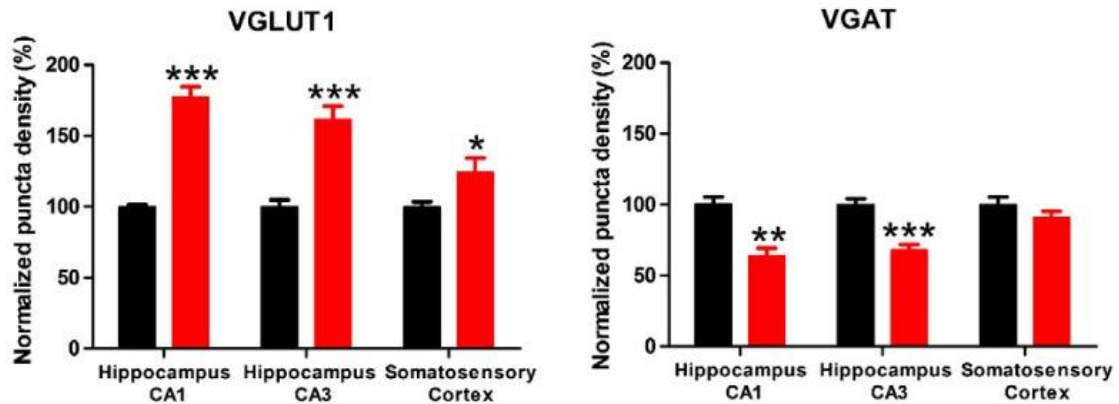 VGLUT1
Normalized puncta density (%)
200
150
100
50
0
***
***
*
Hippocampus
CA1
Hippocampus
CA3
Somatosensory
Cortex
VGAT
Normalized puncta density (%)
200
150
100
50
0
**
***
Hippocampus
CA1
Hippocampus
CA3
Somatosensory
Cortex